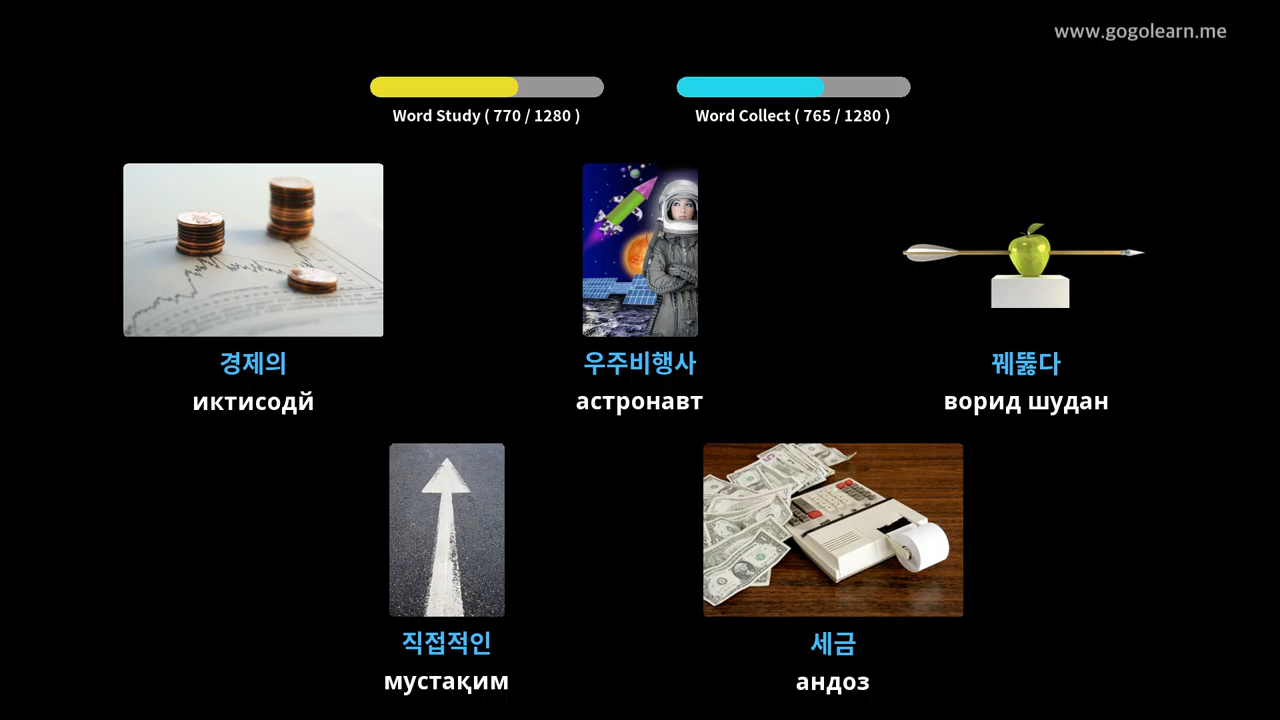 www.gogolearn.me
Word Study ( 770 / 1280 )
Word Collect ( 765 / 1280 )
경제의
иктисодй
우주비행사
астронавт
꿰뚫다
ворид шудан
직접적인
мустақим
세금
андоз